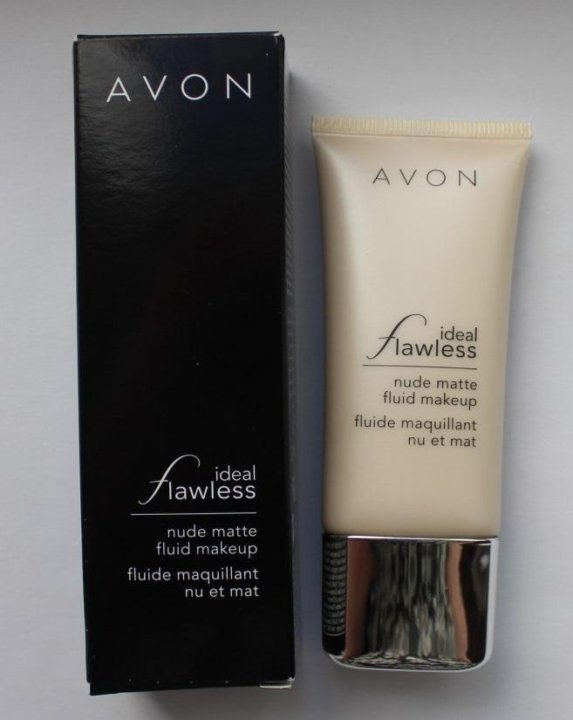 AVON
ideal
flawless
nude matte
fluid makeup
fluide maquillant
nu et mat
AVON
ideal
flawless
nude matte
fluid makeup
fluide maquillant
nu et mat